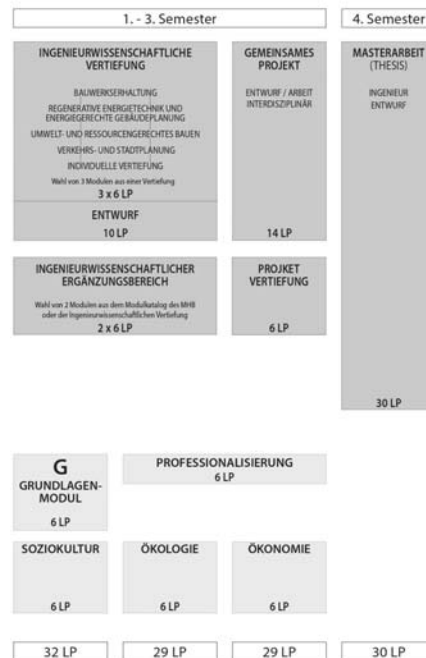 1. - 3. Semester
4. Semester
INGENIEURWISSENSCHAFTLICHE
VERTIEFUNG
BAUWERKSERHALTUNG
REGENERATIVE ENERGIETECHNIK UND
ENERGIEGERECHTE GEBÄUDEPLANUNG
UMWELT- UND RESSOURCENGERECHTES BAUEN
VERKEHRS- UND STADTPLANUNG
INDIVIDUELLE VERTIEFUNG
Wahl von 3 Modulen aus einer Vertiefung
3 x 6 LP
ENTWURF
10 LP
GEMEINSAMES
PROJEKT
ENTWURF / ARBEIT
INTERDISZIPLINÄR
14 LP
MASTERARBEIT
(THESIS)
INGENIEUR
ENTWURF
30 LP
INGENIEURWISSENSCHAFTLICHER
ERGÄNZUNGSBEREICH
Wahl von 2 Modulen aus dem Modulkatalog des MHB
oder der Ingenieurwissenschaftlichen Vertiefung
2 x 6 LP
PROJKET
VERTIEFUNG
6 LP
G
GRUNDLAGEN-
MODUL
6 LP
PROFESSIONALISIERUNG
6 LP
SOZIOKULTUR
6 LP
ÖKOLOGIE
6 LP
ÖKONOMIE
6 LP
32 LP
29 LP
29 LP
30 LP